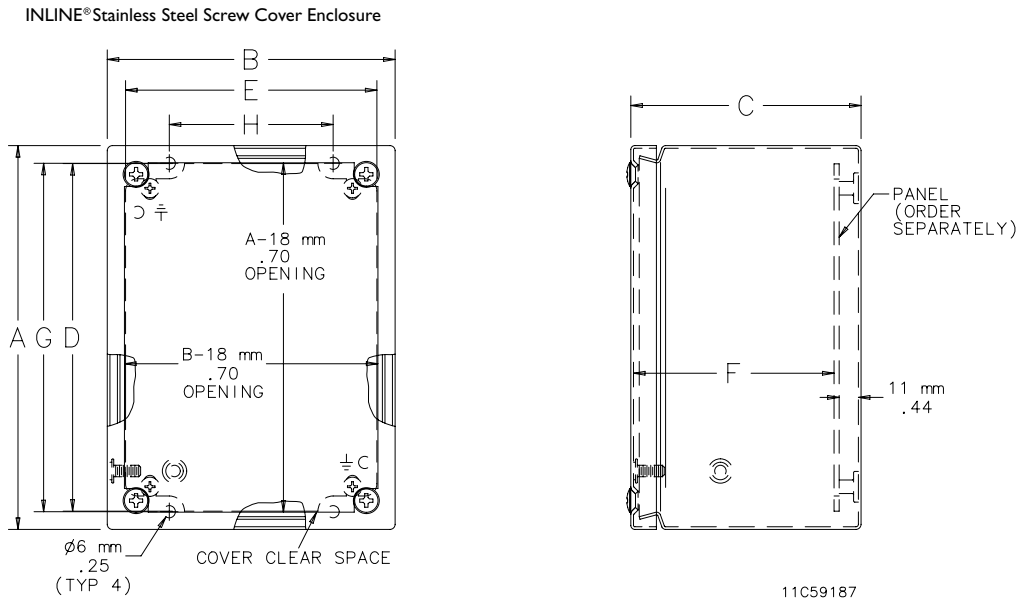 INLINE® Stainless Steel Screw Cover Enclosure
B
E
H
C
A-18 mm
.70
OPENING
PANEL
(ORDER
SEPARATELY)
A G D
B-18 mm
.70
OPENING
F
11 mm
.44
Ø6 mm
.25
(TYP 4)
COVER CLEAR SPACE
11C59187